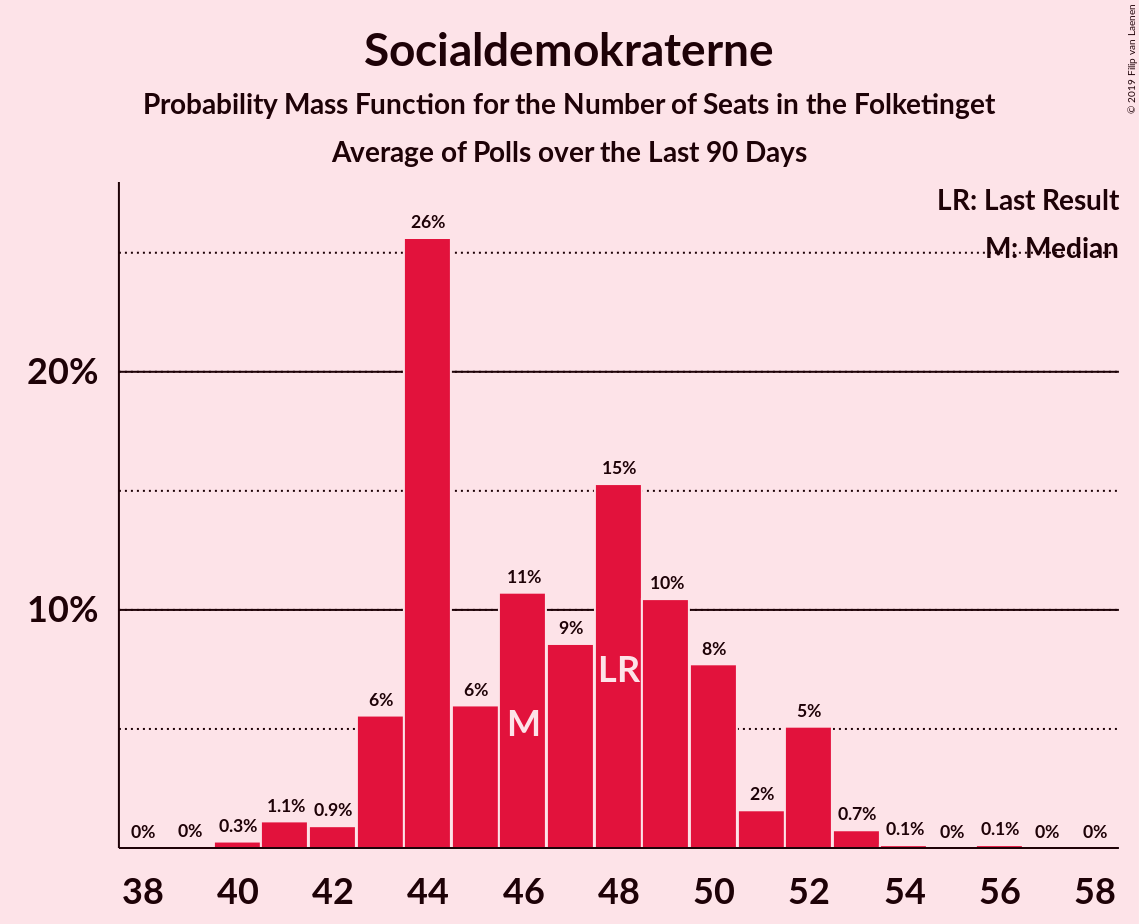 Socialdemokraterne
Probability Mass Function for the Number of Seats in the Folketinget
Average of Polls over the Last 90 Days
© 2019 Filip van Laenen
LR: Last Result
M: Median
20%
10%
0%
0%
0.3%
1.1%
0.9%
6%
26%
6%
11%
9%
15%
10%
8%
2%
5%
0.7%
0.1%
0%
0.1%
0%
0%
M
LR
38 40 42 44 46 48 50 52 54 56 58